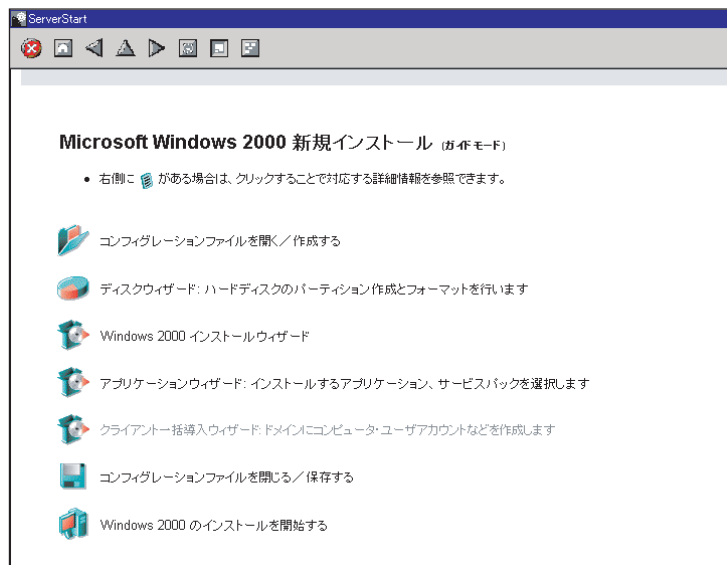 ServerStart
Microsoft Windows 2000 新規インストール (ガイドモード)
• 右側に がある場合は、クリックすることで対応する詳細情報を参照できます。
コンフィグレーションファイルを開く／作成する
ディスクウィザード: ハードディスクのパーティション作成とフォーマットを行います
Windows 2000 インストールウィザード
アプリケーションウィザード: インストールするアプリケーション、サービスパックを選択します
クライアント一括導入ウィザード:ドメインにコンピュータ・ユーザアカウントなどを作成します
コンフィグレーションファイルを閉じる／保存する
Windows 2000 のインストールを開始する